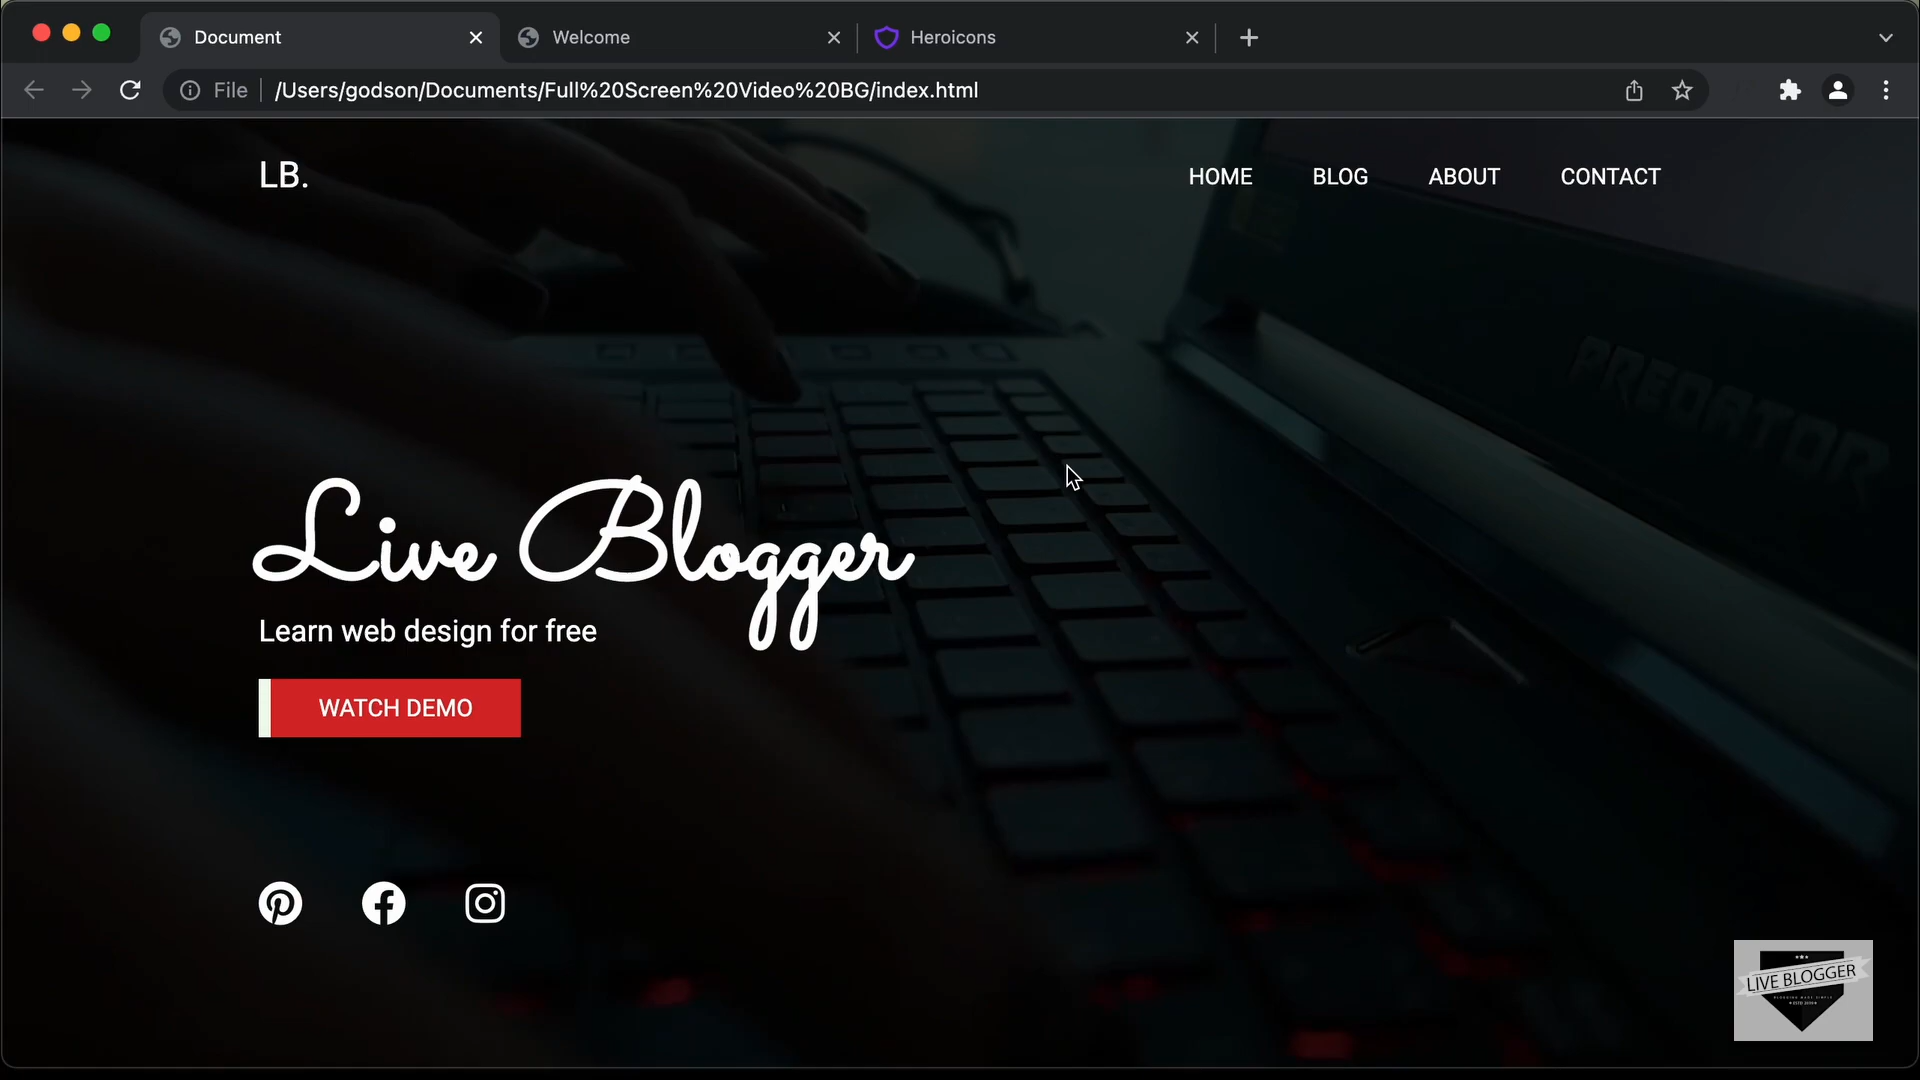 Document
Welcome
Heroicons
File
/Users/godson/Documents/Full%20Screen%20Video%20BG/index.html
LB.
HOME
BLOG
ABOUT
CONTACT
PREDATOR
Live Blogger
Learn web design for free
WATCH DEMO
LIVE BLOGGER